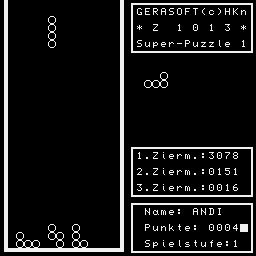 GERASOFT(c)HKn
* Z 1 0 1 3 *
Super-Puzzle 1
1.Zierm.:3078
2.Zierm.:0151
3.Zierm.:0016
Name: ANDI
Punkte: 0004
Spielstufe:1